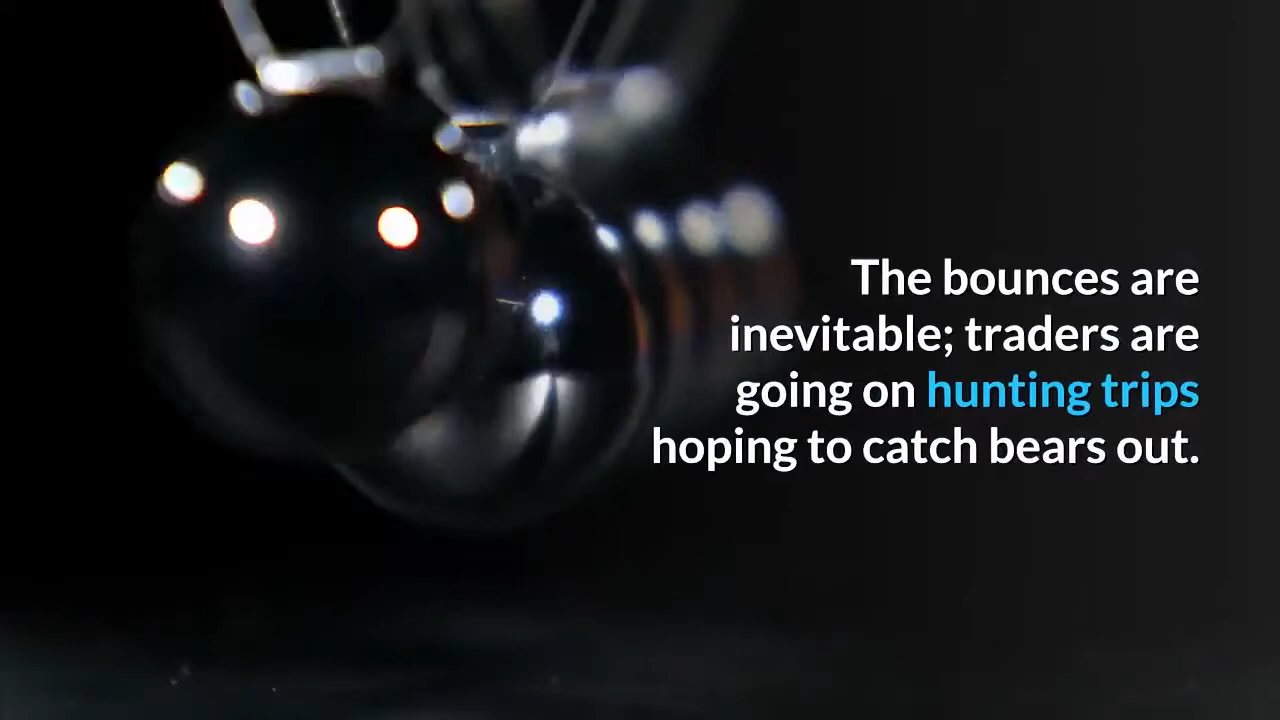 The bounces are
inevitable; traders are
going on hunting trips
hoping to catch bears out.